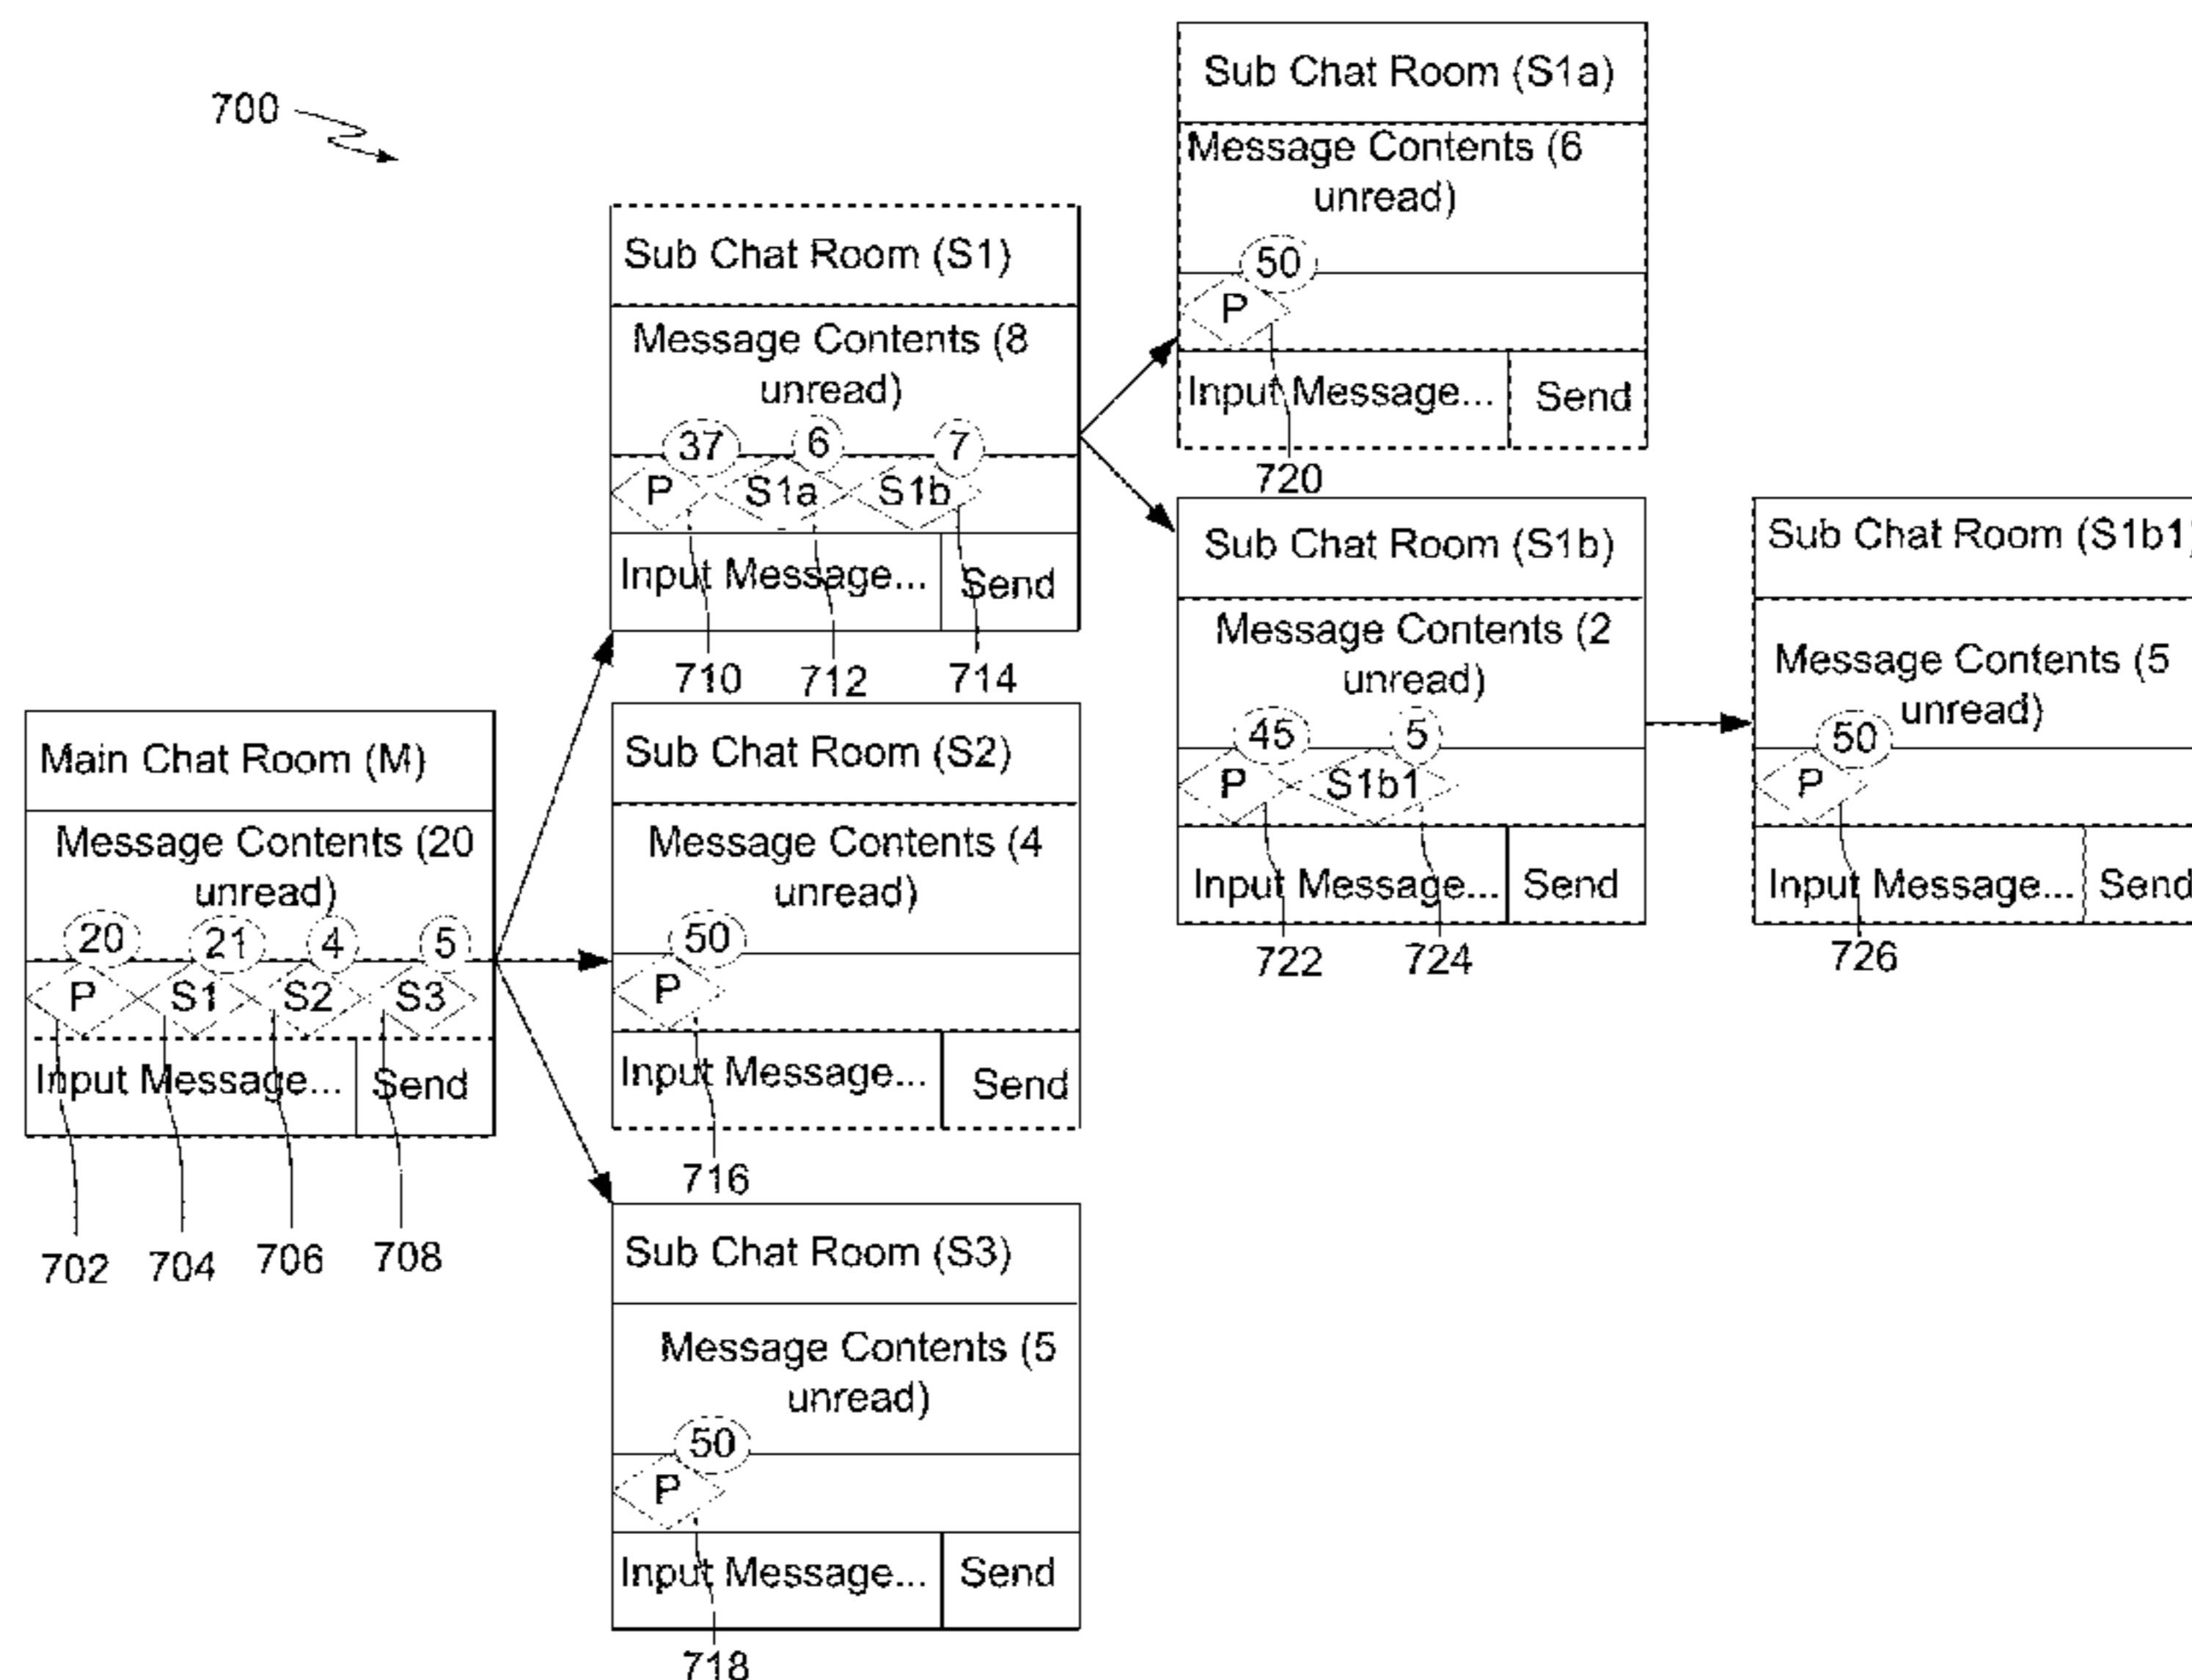 700
Sub Chat Room (S1a)
Message Contents (6
unread)
50
P
Input Message... Send
720
Sub Chat Room (S1)
Message Contents (8
unread)
37 6 7
P S1a S1b
Input Message... Send
710 712 714
Sub Chat Room (S1b)
Message Contents (2
unread)
45 5
P S1b1
Input Message... Send
722 724
Sub Chat Room (S1b1)
Message Contents (5
unread)
50
P
Input Message... Send
726
Main Chat Room (M)
Message Contents (20
unread)
20 21 4 5
P S1 S2 S3
Input Message... Send
702 704 706 708
Sub Chat Room (S2)
Message Contents (4
unread)
50
P
Input Message... Send
716
Sub Chat Room (S3)
Message Contents (5
unread)
50
P
Input Message... Send
718